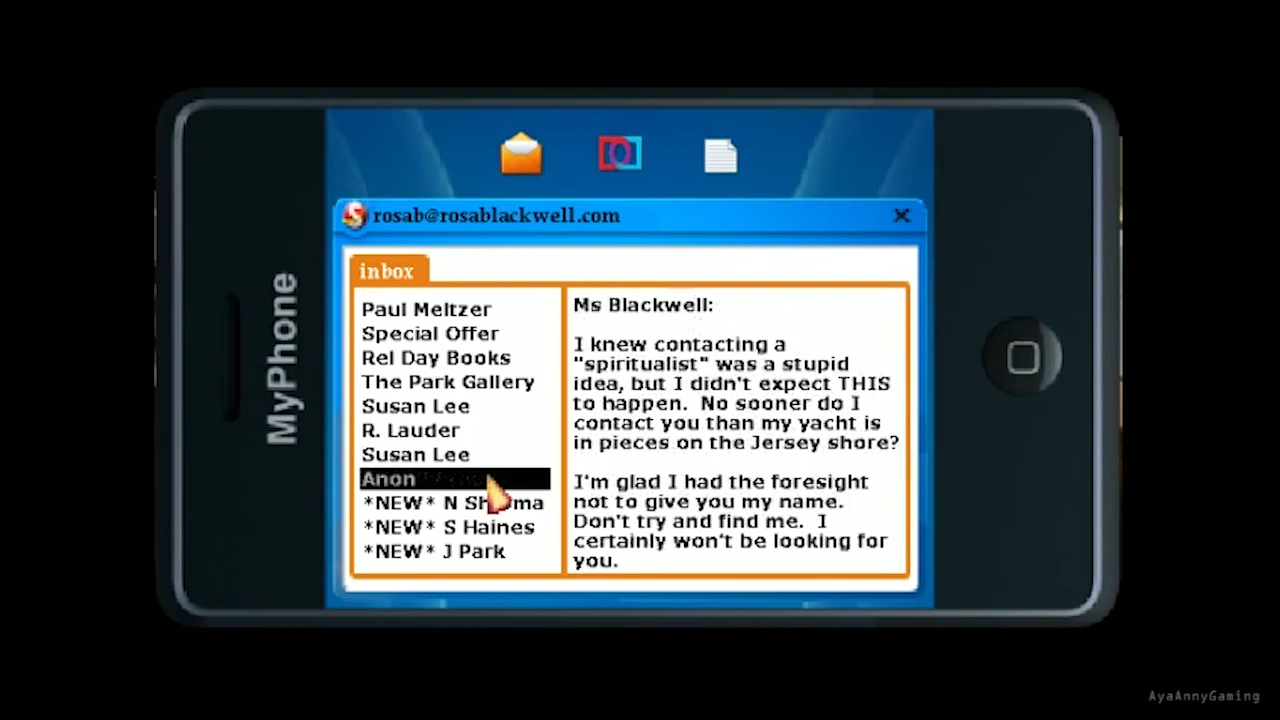 MyPhone
rosab@rosablackwell.com
inbox
Paul Meltzer
Special Offer
Rel Day Books
The Park Gallery
Susan Lee
R. Lauder
Susan Lee
Anon
*NEW* N Sh ma
*NEW* S Haines
*NEW* J Park
Ms Blackwell:
I knew contacting a
"spiritualist" was a stupid
idea, but I didn't expect THIS
to happen. No sooner do I
contact you than my yacht is
in pieces on the Jersey shore?
I'm glad I had the foresight
not to give you my name.
Don't try and find me. I
certainly won't be looking for
you.
AyaAnnyGaming